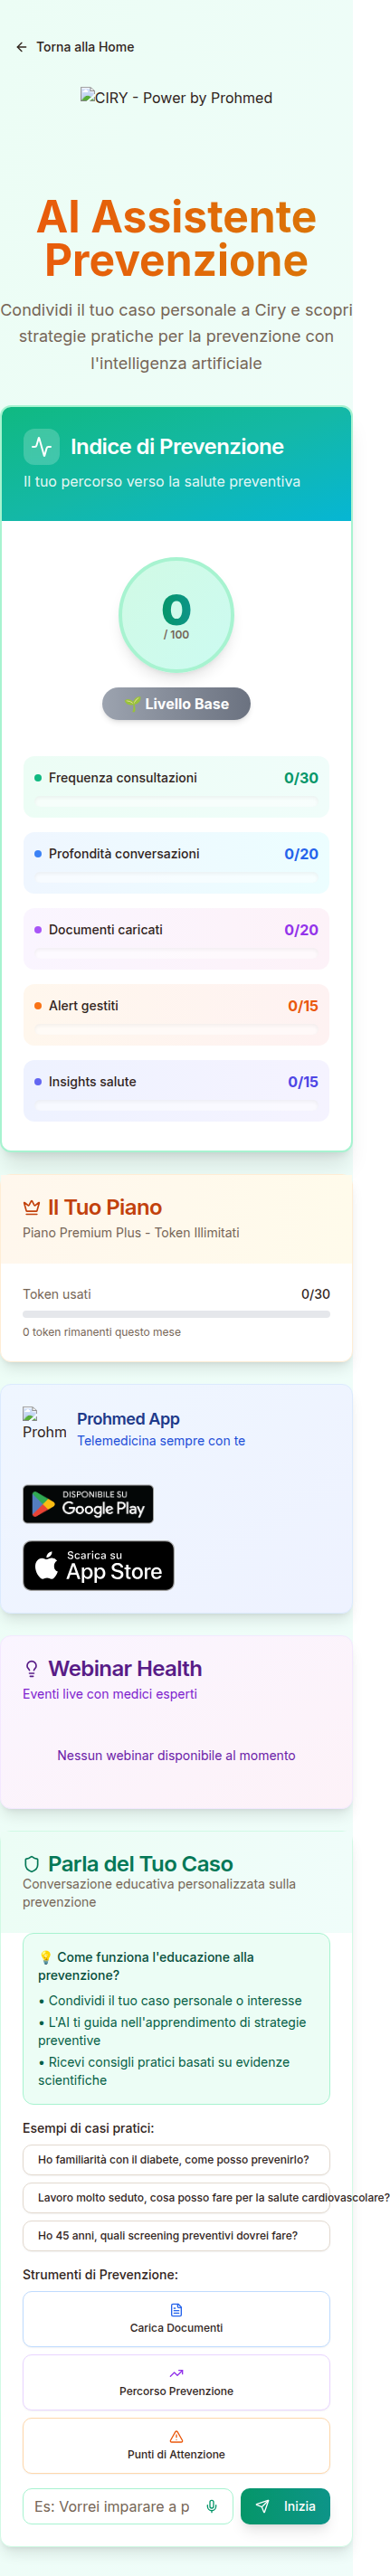 Torna alla Home
CIRY - Power by Prohmed
AI Assistente
Prevenzione
Condividi il tuo caso personale a Ciry e scopri
strategie pratiche per la prevenzione con
l'intelligenza artificiale
Indice di Prevenzione
Il tuo percorso verso la salute preventiva
0
/ 100
🌱 Livello Base
Frequenza consultazioni 0/30
Profondità conversazioni 0/20
Documenti caricati 0/20
Alert gestiti 0/15
Insights salute 0/15
Il Tuo Piano
Piano Premium Plus - Token Illimitati
Token usati 0/30
0 token rimanenti questo mese
Prohm
Prohmed App
Telemedicina sempre con te
DISPONIBILE SU
Google Play
Scarica su
App Store
Webinar Health
Eventi live con medici esperti
Nessun webinar disponibile al momento
Parla del Tuo Caso
Conversazione educativa personalizzata sulla
prevenzione
💡 Come funziona l'educazione alla
prevenzione?
• Condividi il tuo caso personale o interesse
• L'AI ti guida nell'apprendimento di strategie
preventive
• Ricevi consigli pratici basati su evidenze
scientifiche
Esempi di casi pratici:
Ho familiarità con il diabete, come posso prevenirlo?
Lavoro molto seduto, cosa posso fare per la salute cardiovascolare?
Ho 45 anni, quali screening preventivi dovrei fare?
Strumenti di Prevenzione:
Carica Documenti
Percorso Prevenzione
Punti di Attenzione
Es: Vorrei imparare a p
Inizia